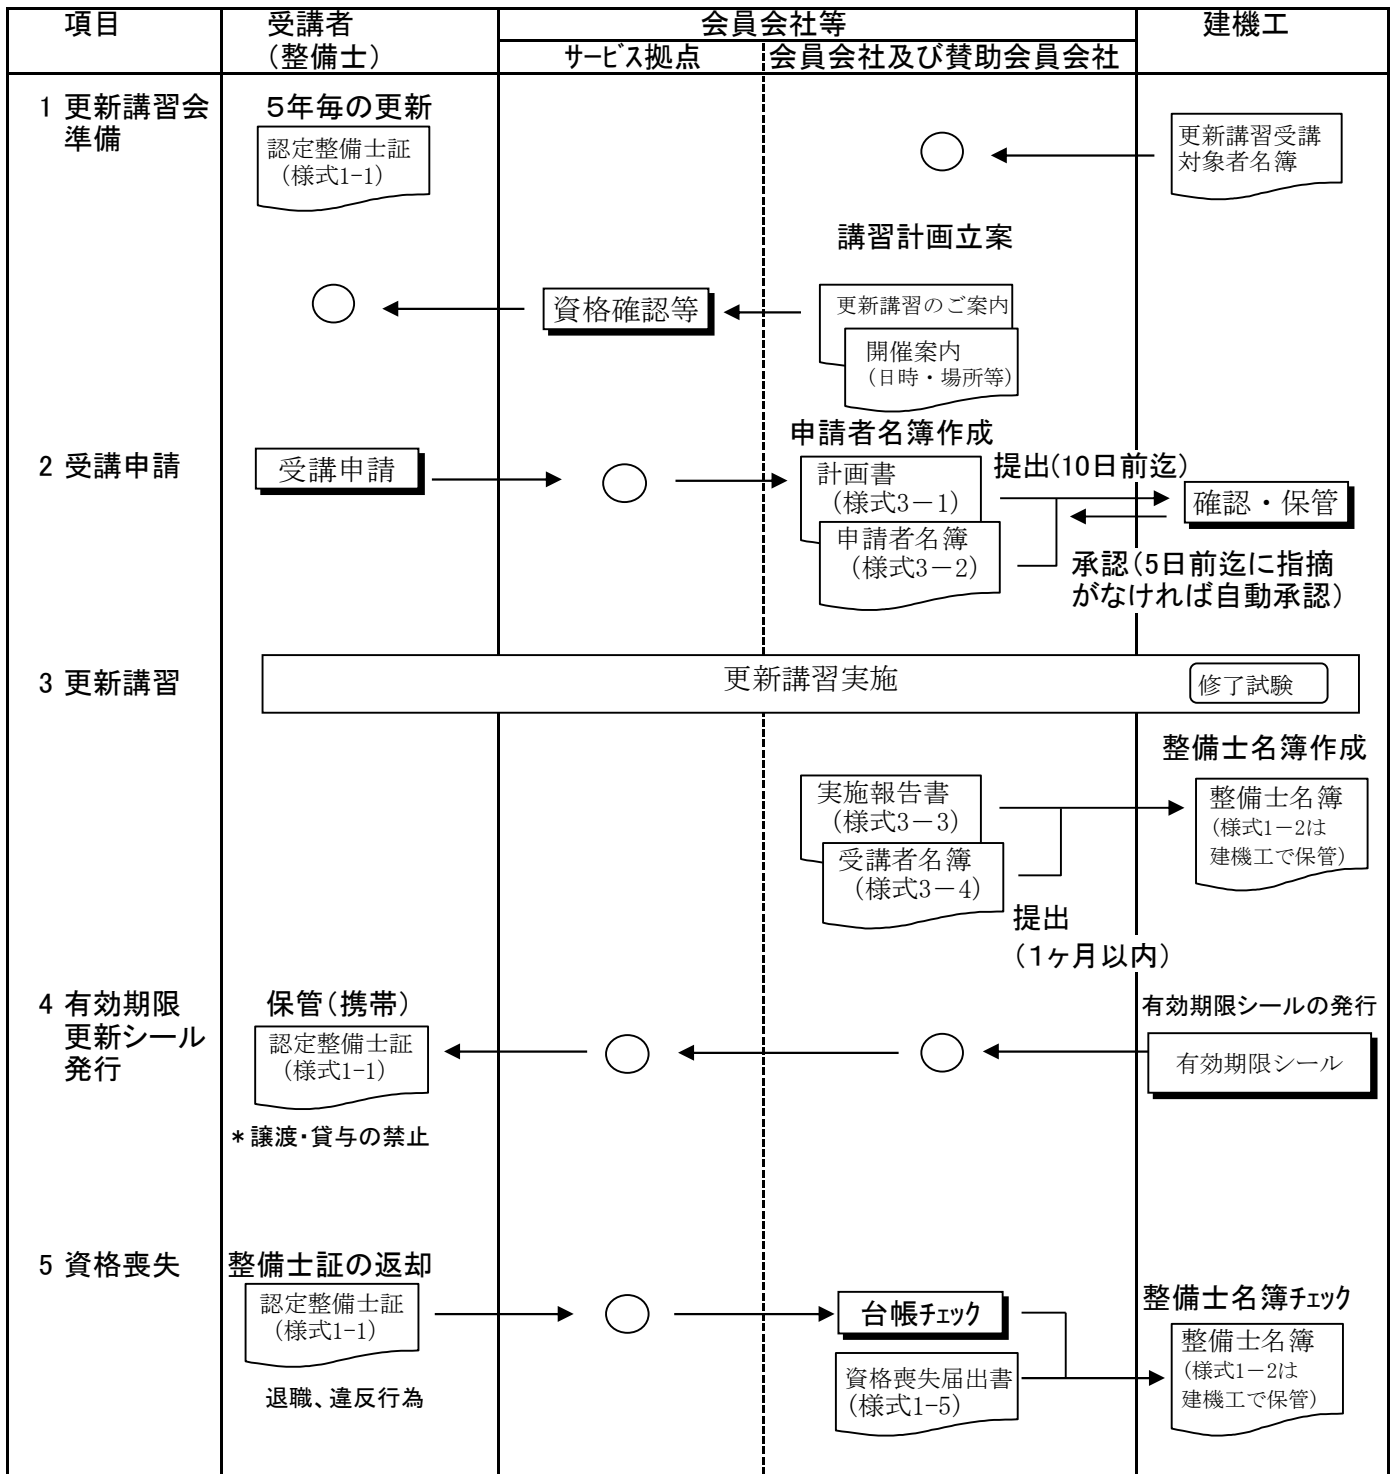 項目
受講者
(整備士)
会員会社等
サービス拠点
会員会社及び賛助会員会社
建機工
1 更新講習会
準備
5年毎の更新
認定整備士証
(様式1-1)
更新講習受講
対象者名簿
講習計画立案
資格確認等
更新講習のご案内
開催案内
(日時・場所等)
2 受講申請
受講申請
申請者名簿作成
計画書
(様式3-1)
申請者名簿
(様式3-2)
提出(10日前迄)
確認・保管
承認(5日前迄に指摘
がなければ自動承認)
3 更新講習
更新講習実施
修了試験
整備士名簿作成
実施報告書
(様式3-3)
受講者名簿
(様式3-4)
整備士名簿
(様式1-2は
建機工で保管)
提出
(1ヶ月以内)
4 有効期限
更新シール
発行
保管(携帯)
認定整備士証
(様式1-1)
*譲渡・貸与の禁止
有効期限シールの発行
有効期限シール
5 資格喪失
整備士証の返却
認定整備士証
(様式1-1)
退職、違反行為
台帳チェック
資格喪失届出書
(様式1-5)
整備士名簿チェック
整備士名簿
(様式1-2は
建機工で保管)